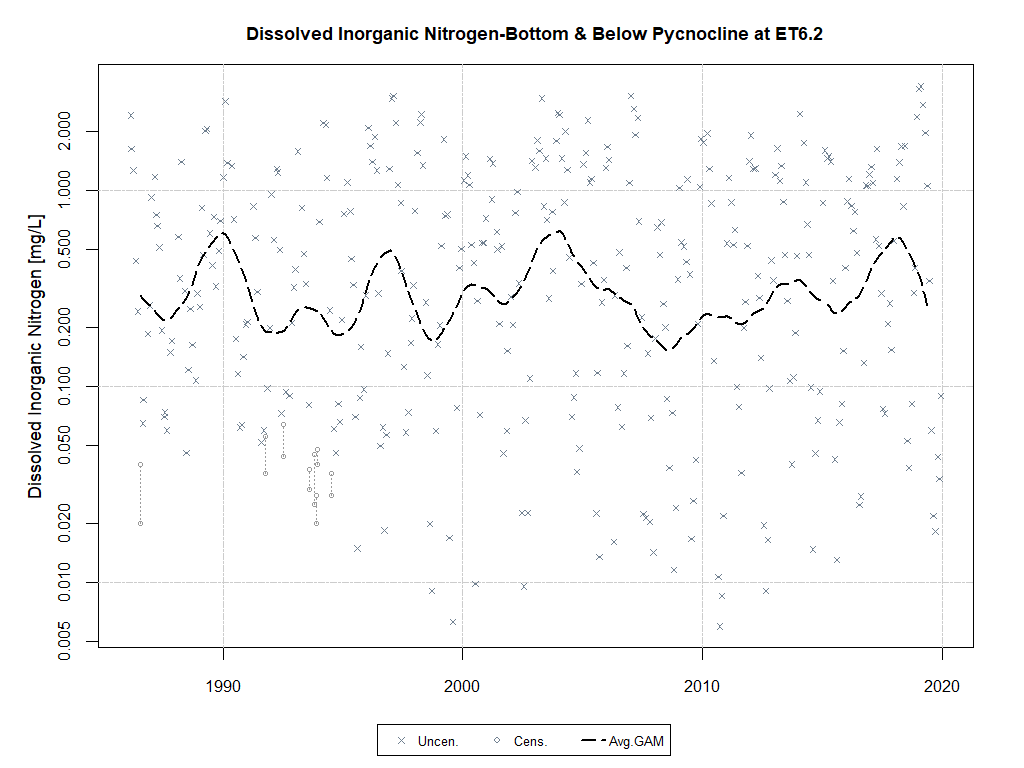 Dissolved Inorganic Nitrogen-Bottom & Below Pycnocline at ET6.2
Dissolved Inorganic Nitrogen [mg/L]
2.000
1.000
0.500
0.200
0.100
0.050
0.020
0.010
0.005
1990 2000 2010 2020
Uncen. Cens. Avg.GAM